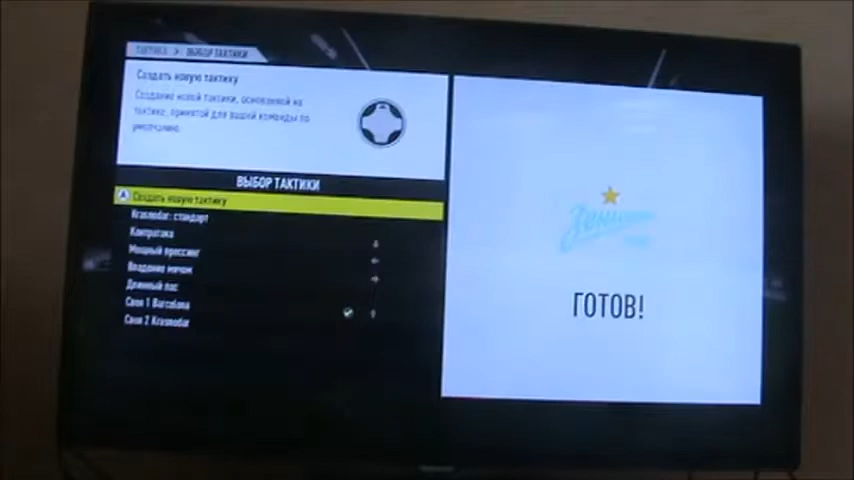 ТАКТИКА > ВЫБОР ТАКТИКИ
Создать новую тактику
Создание новой тактики, основанной на
тактике, принятой для вашей команды по
умолчанию.
ВЫБОР ТАКТИКИ
A Создать новую тактику
Krasnodar: стандарт
Контратака
Мощный прессинг
Владение мячом
Длинный пас
Своя 1 Barcelona
Своя 2 Krasnodar
Зенит
ГОТОВ!